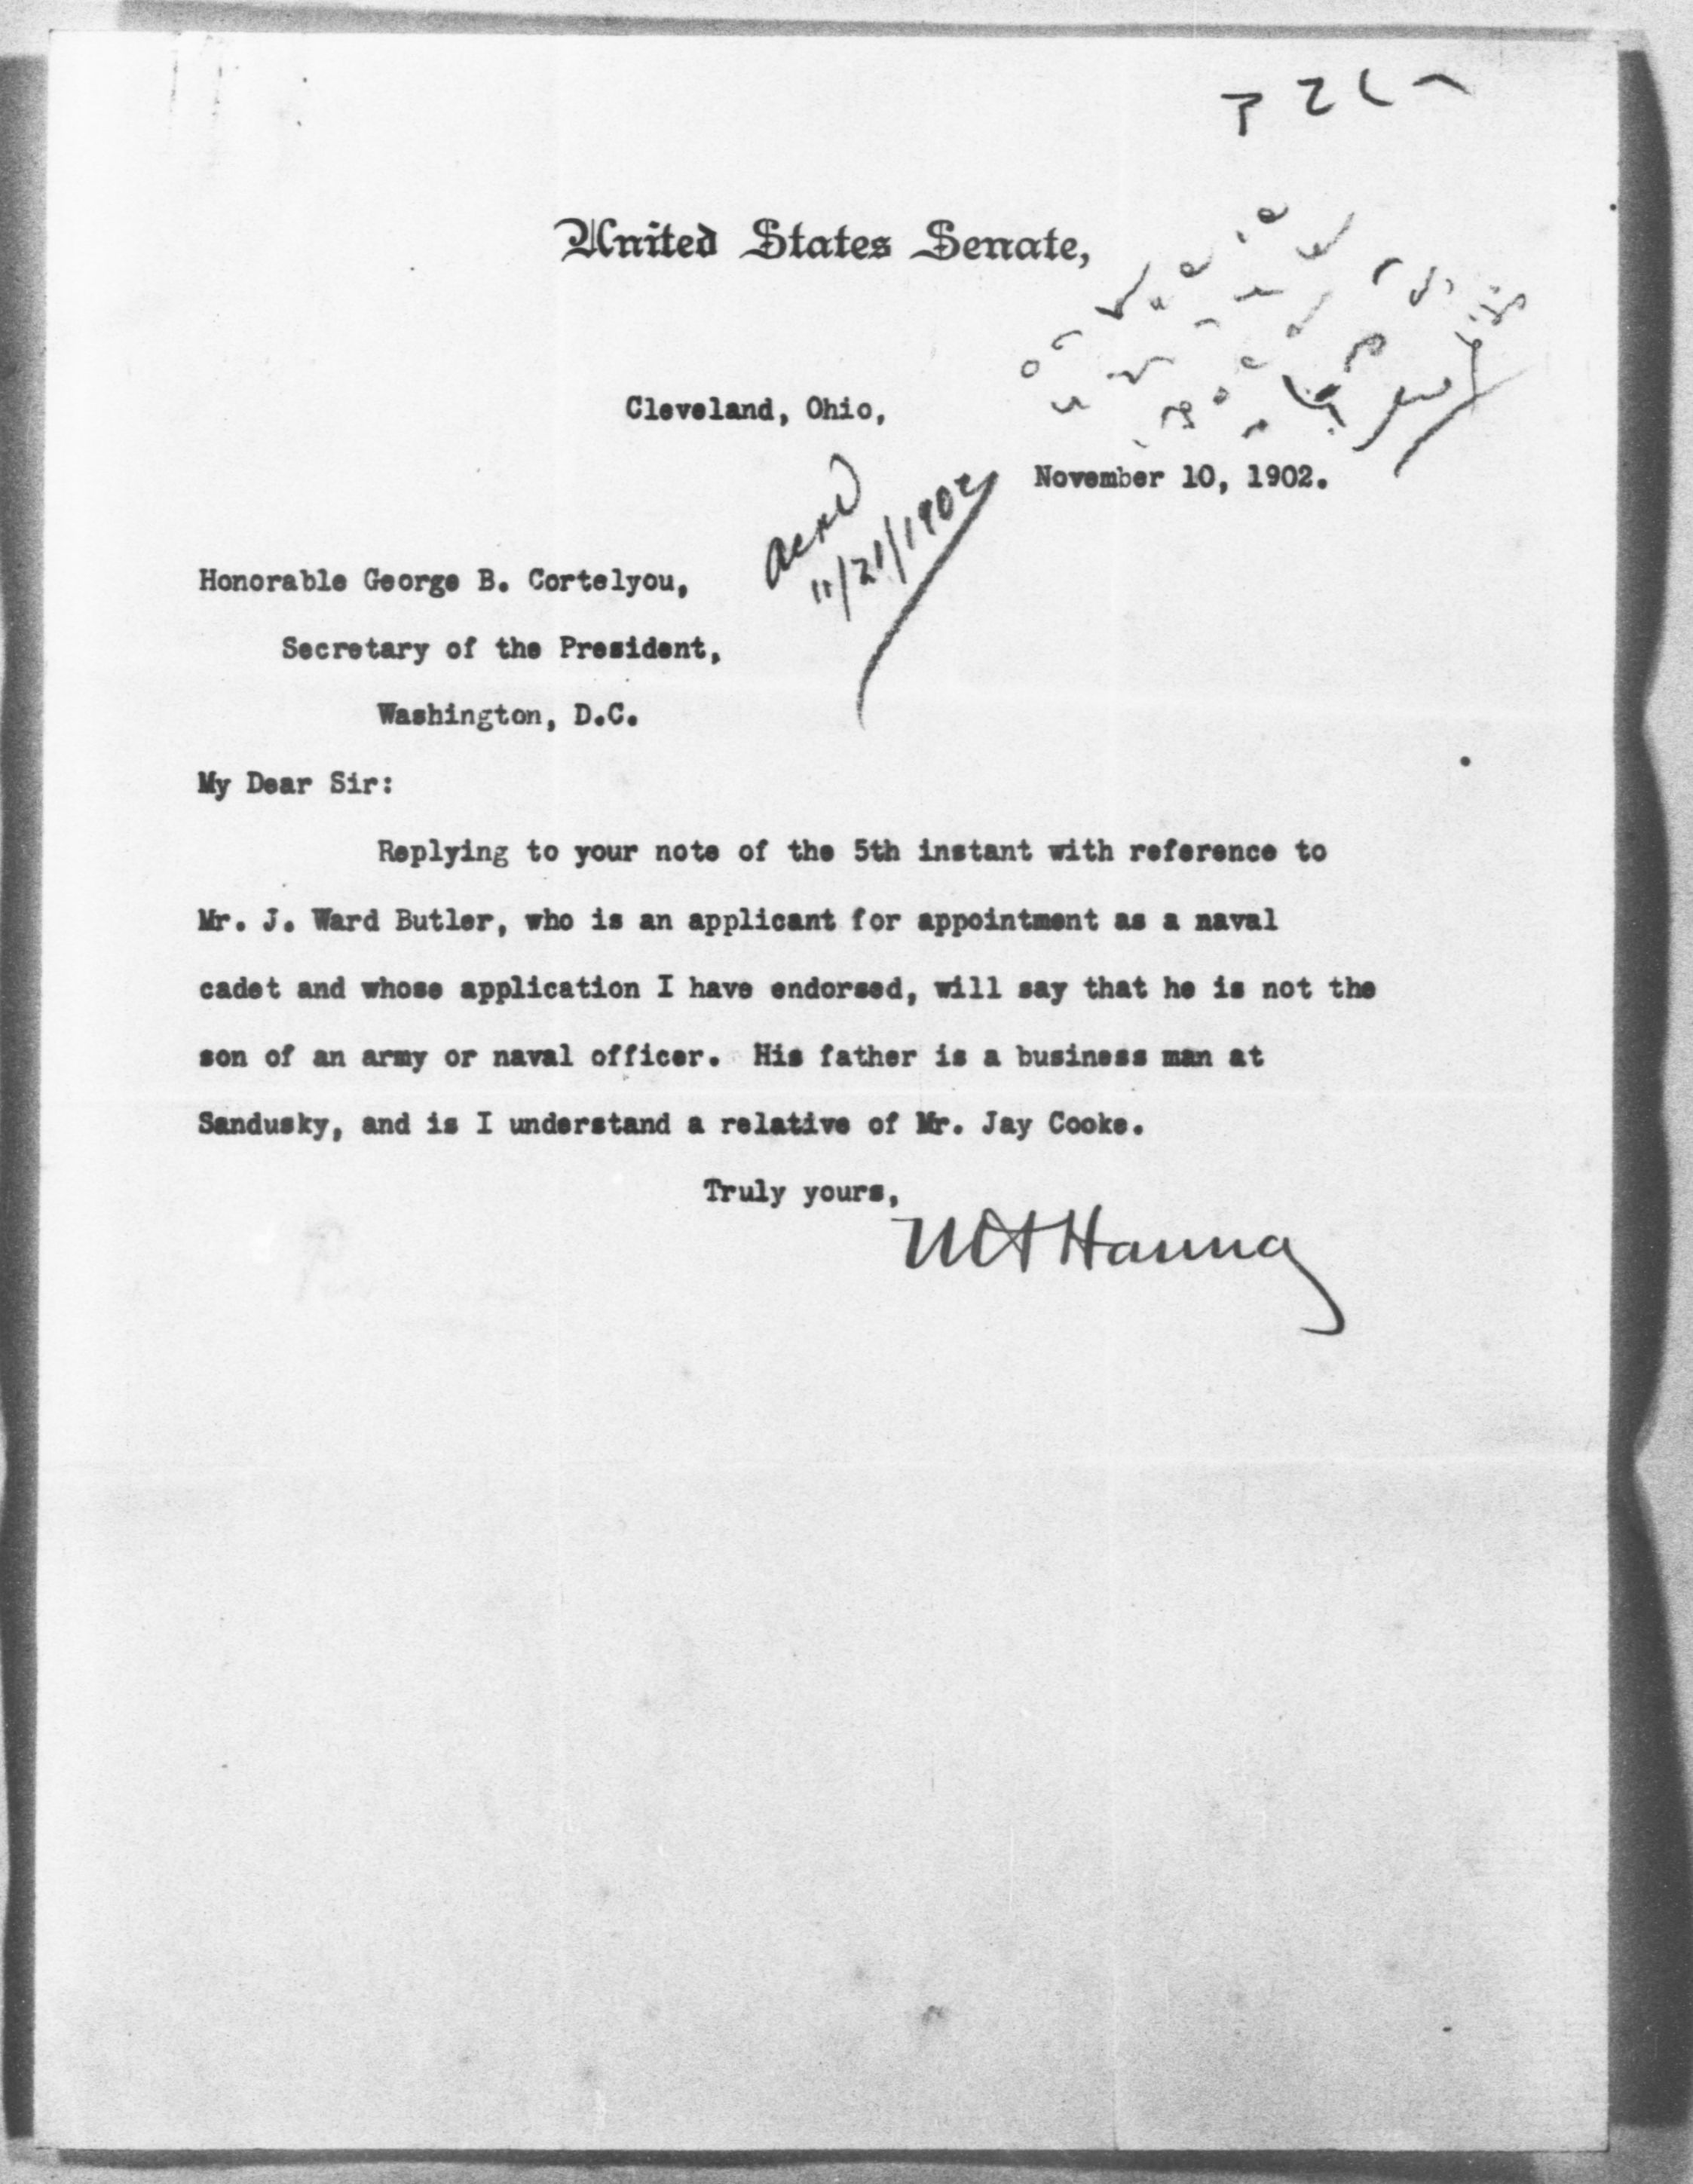 United States Senate,
Cleveland, Ohio,
November 10, 1902.
Ackd
11/21/1902
Honorable George B. Cortelyou,
Secretary of the President,
Washington, D.C.
My Dear Sir:
Replying to your note of the 5th instant with reference to
Mr. J. Ward Butler, who is an applicant for appointment as a naval
cadet and whose application I have endorsed, will say that he is not the
son of an army or naval officer. His father is a business man at
Sandusky, and is I understand a relative of Mr. Jay Cooke.
Truly yours,
M A Hanna